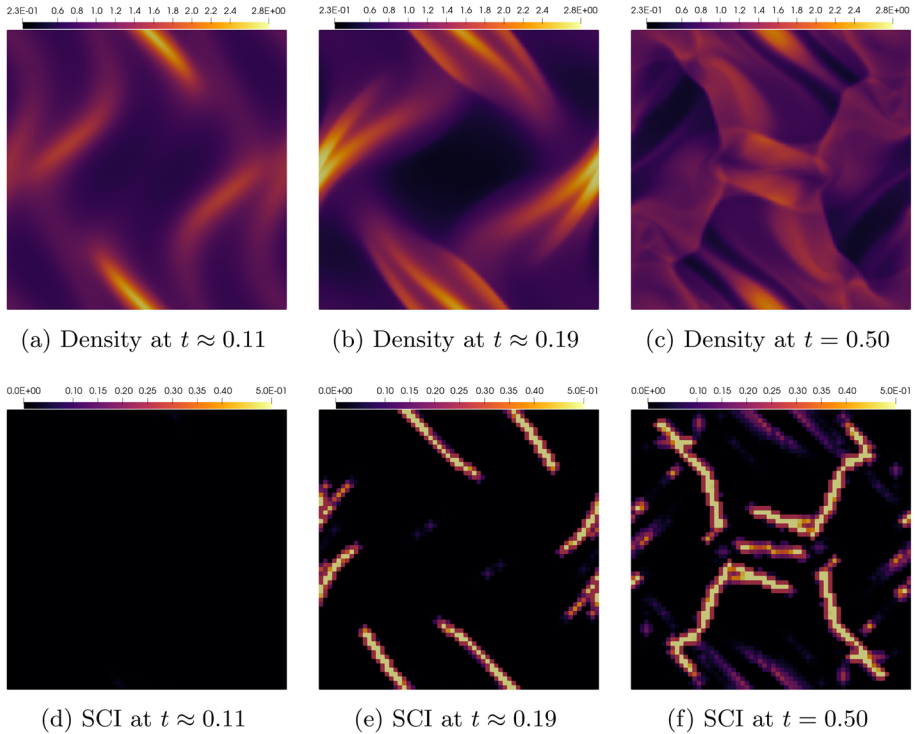 2.3E-01 0.6 0.8 1.0 1.2 1.4 1.6 1.8 2.0 2.2 2.4 2.8E+00
2.3E-01 0.6 0.8 1.0 1.2 1.4 1.6 1.8 2.0 2.2 2.4 2.8E+00
2.3E-01 0.6 0.8 1.0 1.2 1.4 1.6 1.8 2.0 2.2 2.4 2.8E+00
(a) Density at t ≈ 0.11
(b) Density at t ≈ 0.19
(c) Density at t = 0.50
0.0E+00 0.10 0.15 0.20 0.25 0.30 0.35 0.40 5.0E-01
0.0E+00 0.10 0.15 0.20 0.25 0.30 0.35 0.40 5.0E-01
0.0E+00 0.10 0.15 0.20 0.25 0.30 0.35 0.40 5.0E-01
(d) SCI at t ≈ 0.11
(e) SCI at t ≈ 0.19
(f) SCI at t = 0.50